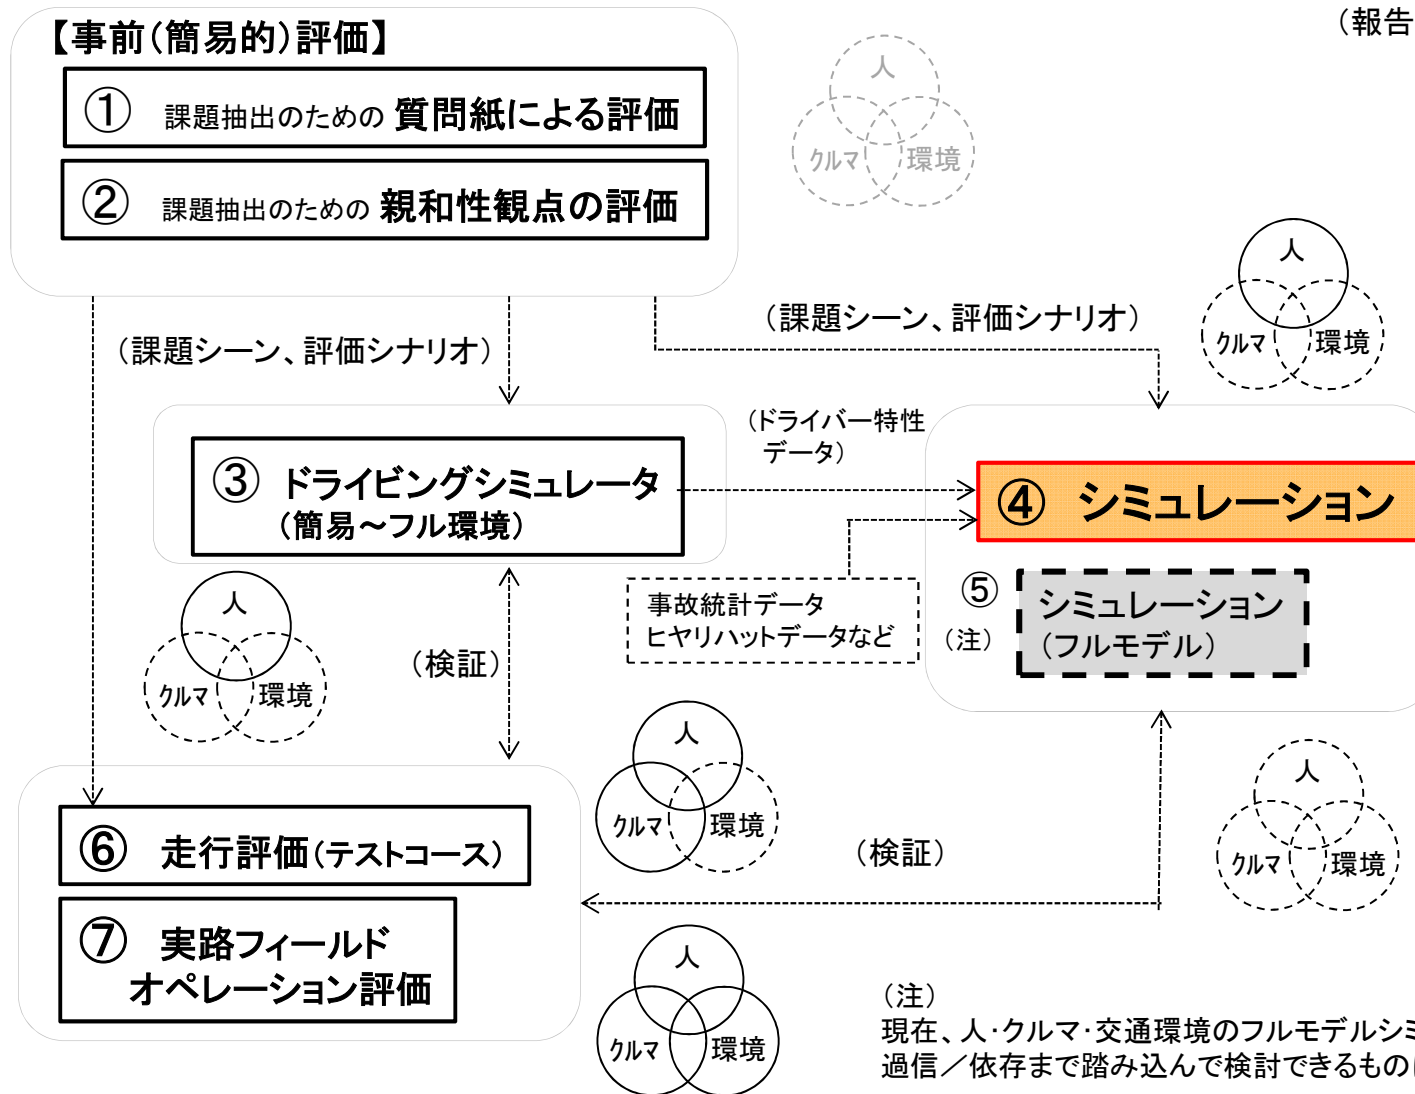 （報告
【事前（簡易的）評価】
① 課題抽出のための 質問紙による評価
② 課題抽出のための 親和性観点の評価
人
クルマ 環境
（課題シーン、評価シナリオ）
（課題シーン、評価シナリオ）
人
クルマ 環境
③ ドライビングシミュレータ
（簡易～フル環境）
（ドライバー特性
データ）
④ シミュレーション
事故統計データ
ヒヤリハットデータなど
⑤
（注）
シミュレーション
（フルモデル）
人
クルマ 環境
（検証）
人
クルマ 環境
人
クルマ 環境
（検証）
⑥ 走行評価（テストコース）
⑦ 実路フィールド
オペレーション評価
人
クルマ 環境
（注）
現在、人・クルマ・交通環境のフルモデルシミ
過信／依存まで踏み込んで検討できるもの